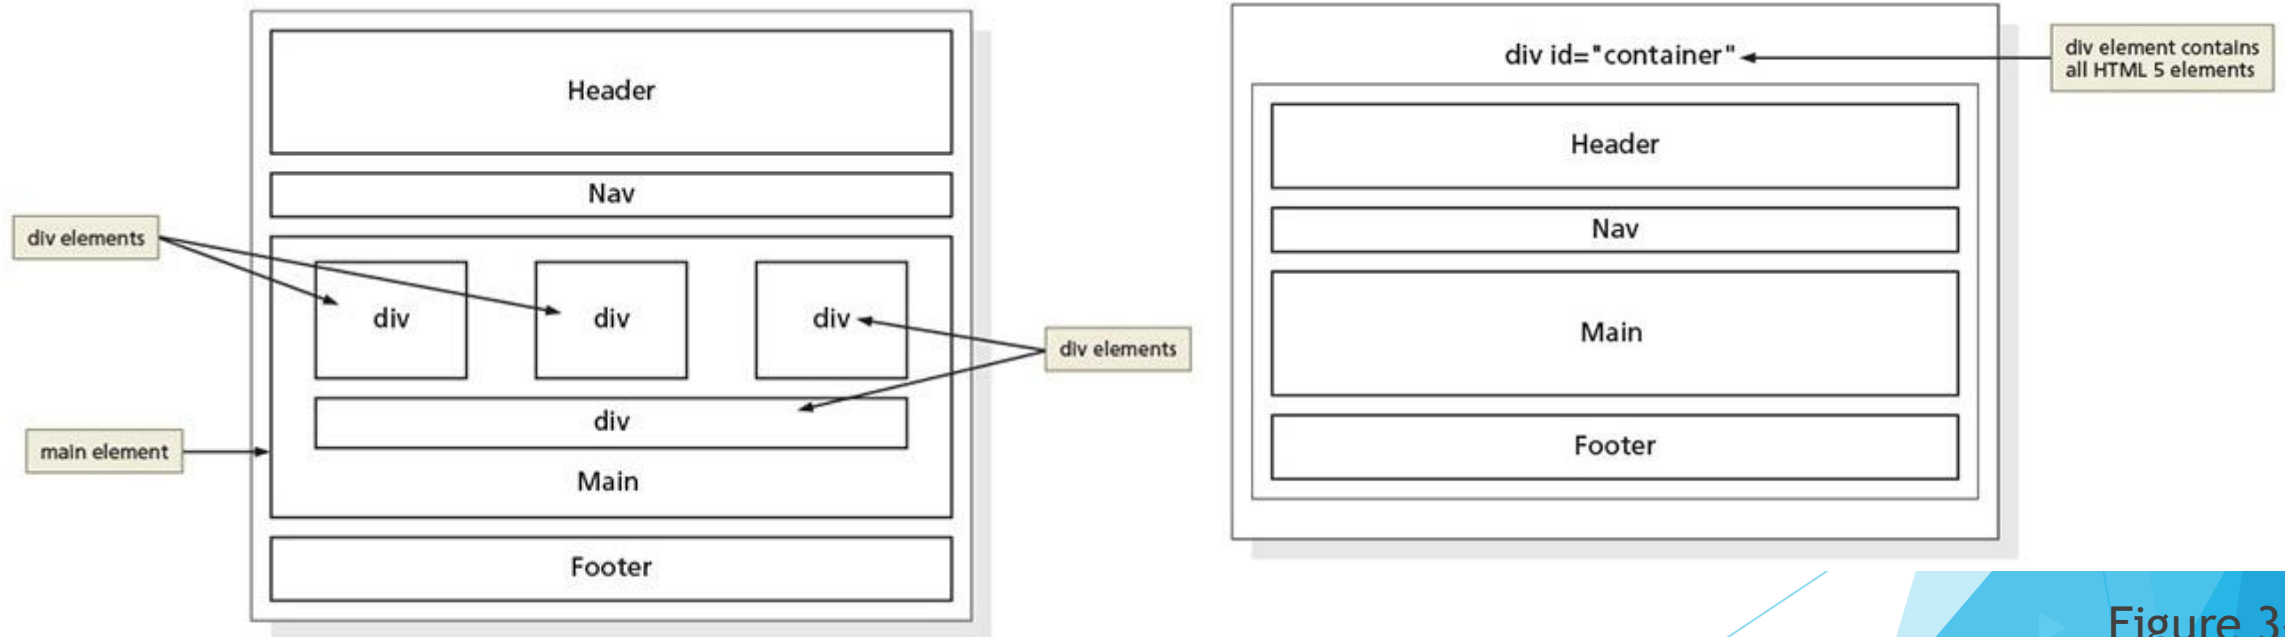 Header
Nav
div elements
div
div
div
div elements
div
main element
Main
Footer
div id="container"
div element contains
all HTML 5 elements
Header
Nav
Main
Footer
Figure 3-